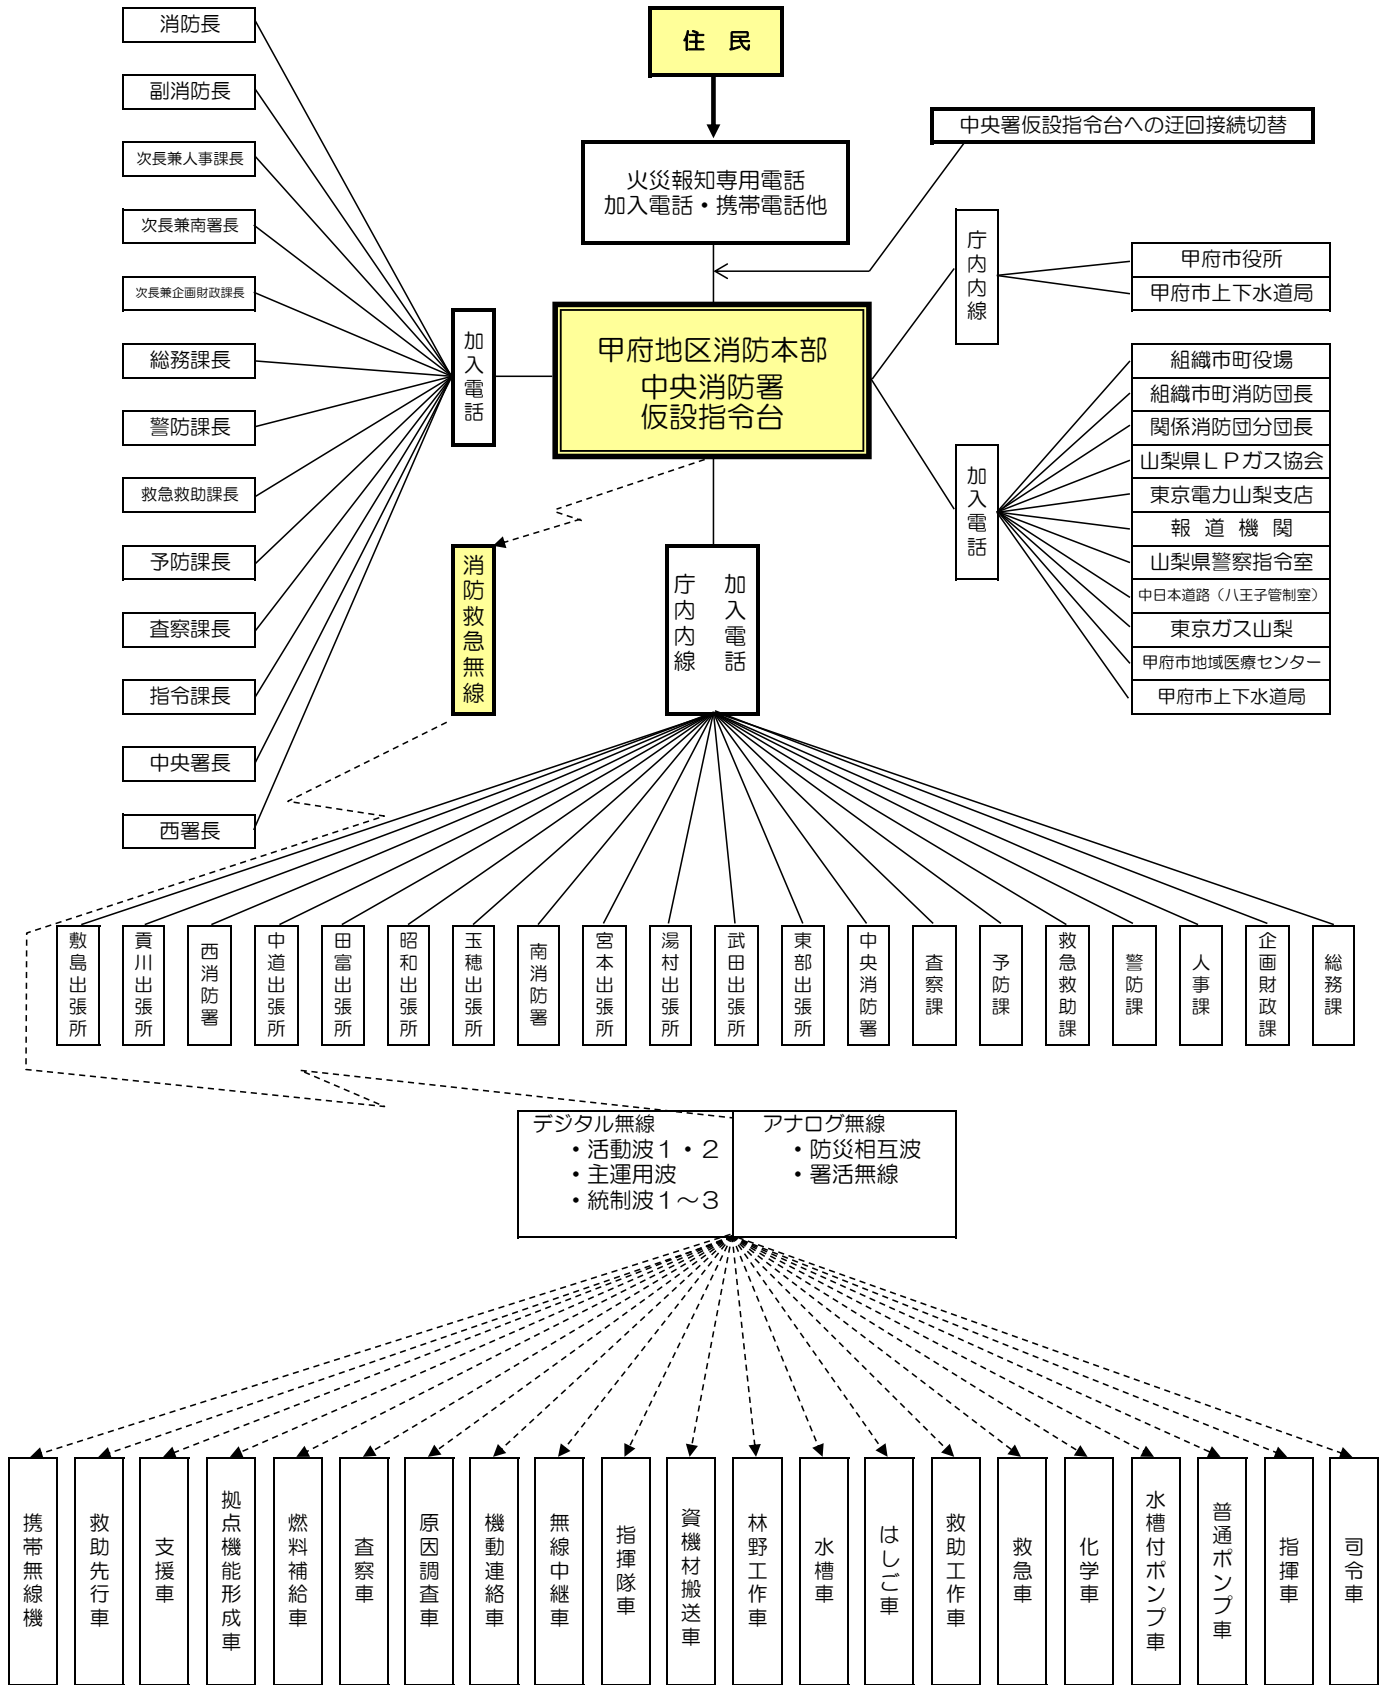 住　民
火災報知専用電話
加入電話・携帯電話他
中央署仮設指令台への迂回接続切替
甲府地区消防本部
中央消防署
仮設指令台
加入電話
消防長
副消防長
次長兼人事課長
次長兼南署長
次長兼企画財政課長
総務課長
警防課長
救急救助課長
予防課長
査察課長
指令課長
中央署長
西署長
庁内内線
甲府市役所
甲府市上下水道局
加入電話
組織市町役場
組織市町消防団長
関係消防団分団長
山梨県ＬＰガス協会
東京電力山梨支店
報　道　機　関
山梨県警察指令室
中日本道路（八王子管制室）
東京ガス山梨
甲府市地域医療センター
甲府市上下水道局
消防救急無線
庁内内線
加入電話
敷島出張所
貢川出張所
西消防署
中道出張所
田富出張所
昭和出張所
玉穂出張所
南消防署
宮本出張所
湯村出張所
武田出張所
東部出張所
中央消防署
査察課
予防課
救急救助課
警防課
人事課
企画財政課
総務課
デジタル無線
・活動波１・２
・主運用波
・統制波１～３
アナログ無線
・防災相互波
・署活無線
携帯無線機
救助先行車
支援車
拠点機能形成車
燃料補給車
査察車
原因調査車
機動連絡車
無線中継車
指揮隊車
資機材搬送車
林野工作車
水槽車
はしご車
救助工作車
救急車
化学車
水槽付ポンプ車
普通ポンプ車
指揮車
司令車